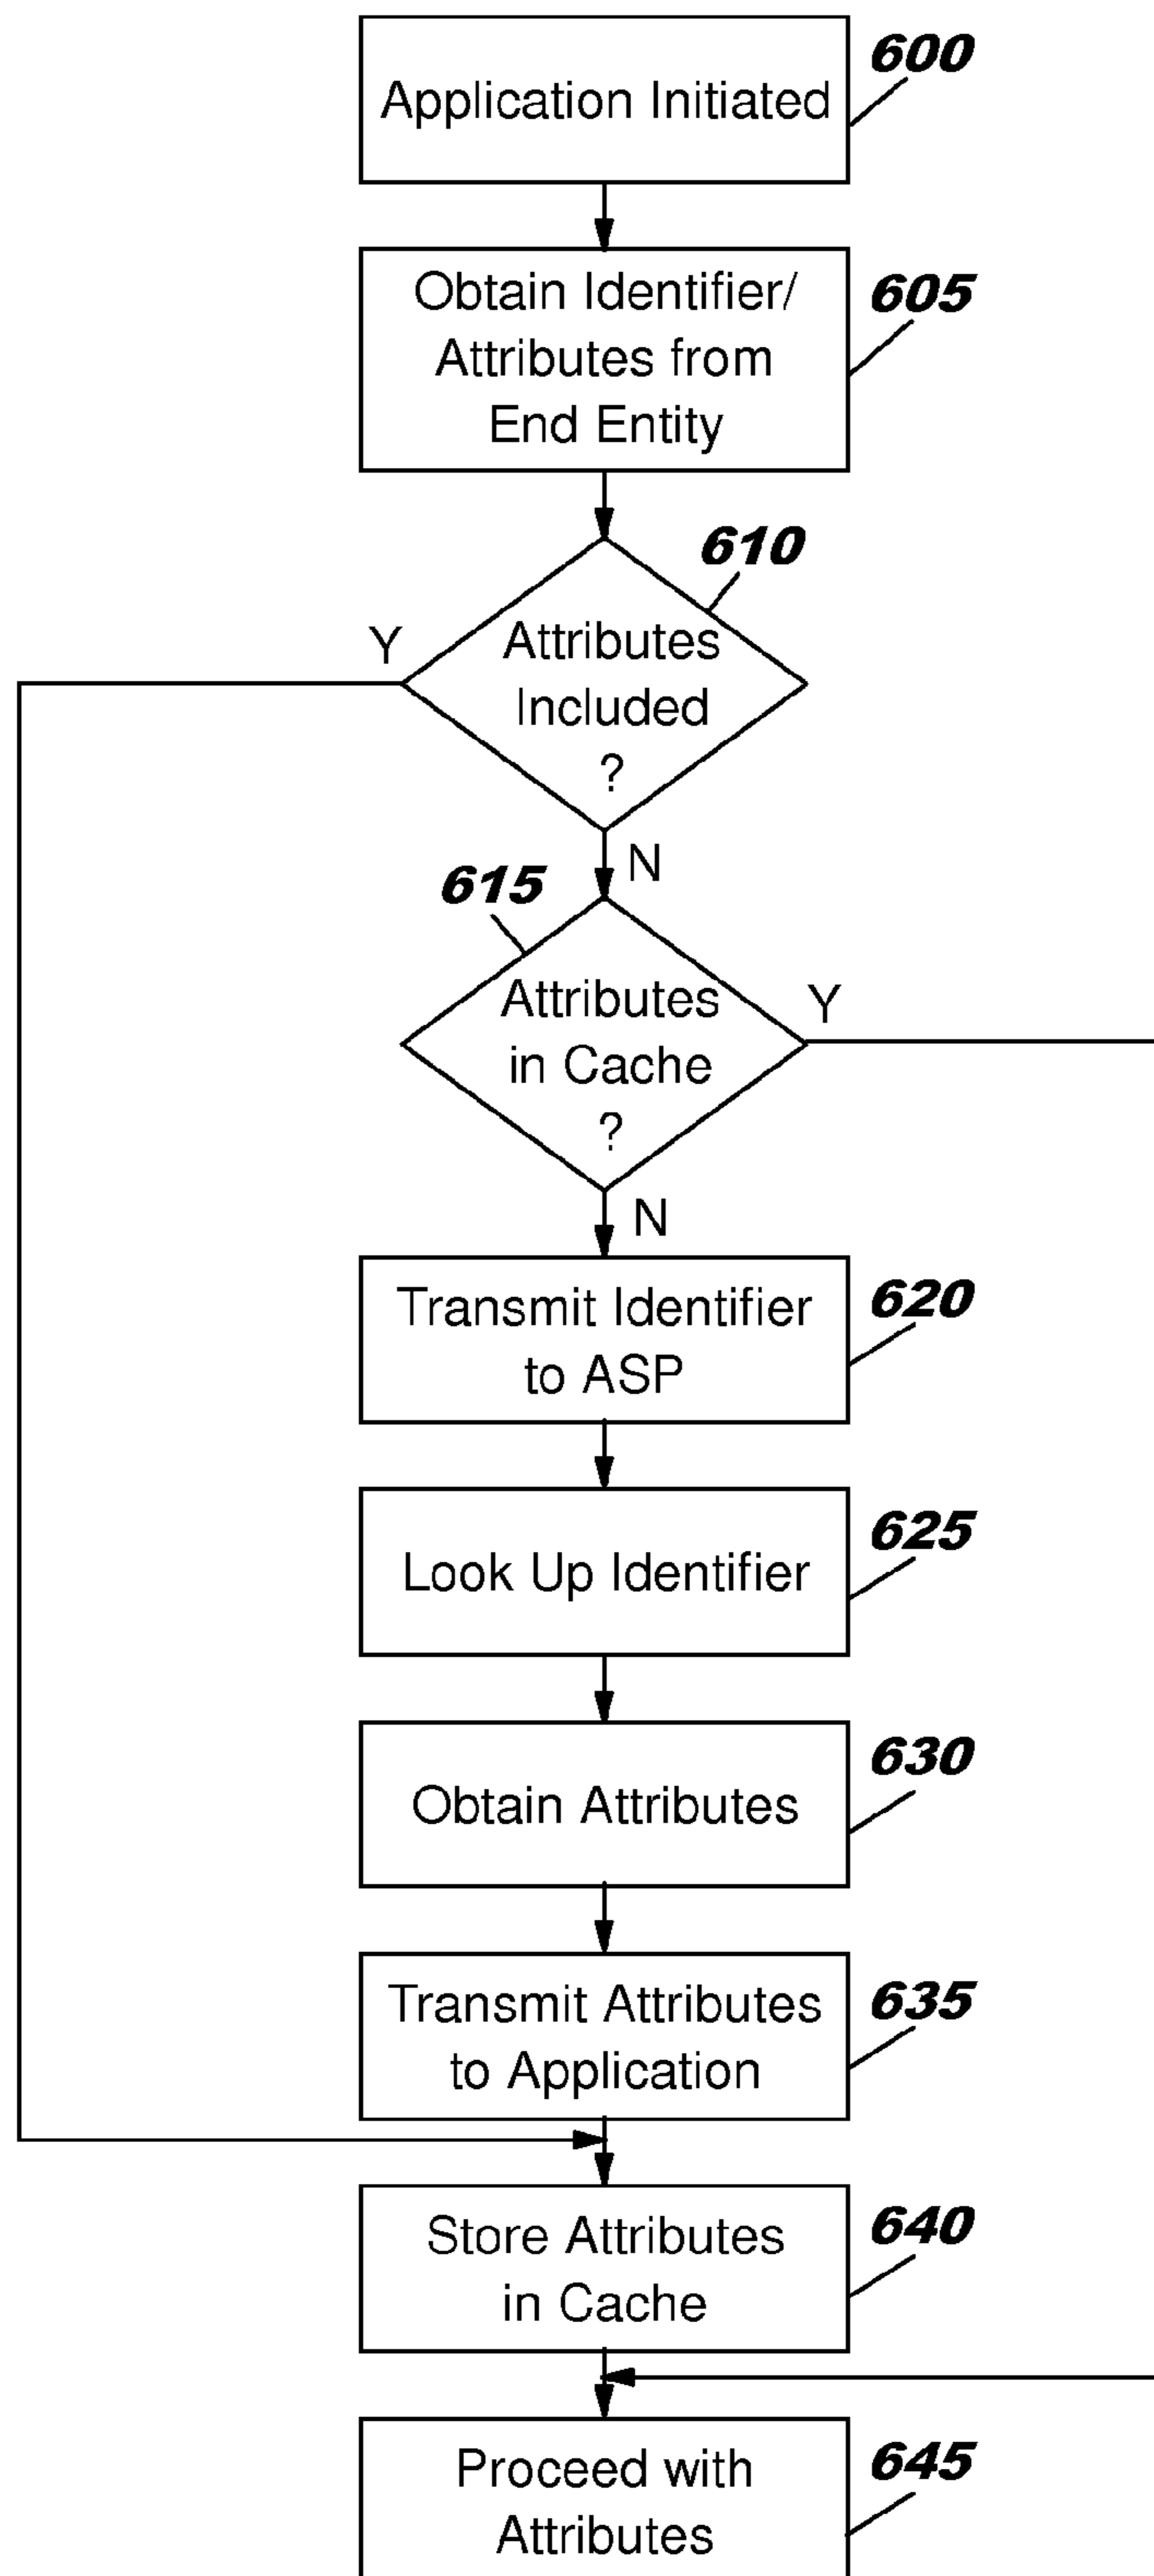 Application Initiated
600
Obtain Identifier/
Attributes from
End Entity
605
610
Y
Attributes
Included
?
N
615
Attributes
in Cache
?
Y
N
Transmit Identifier
to ASP
620
Look Up Identifier
625
Obtain Attributes
630
Transmit Attributes
to Application
635
Store Attributes
in Cache
640
Proceed with
Attributes
645